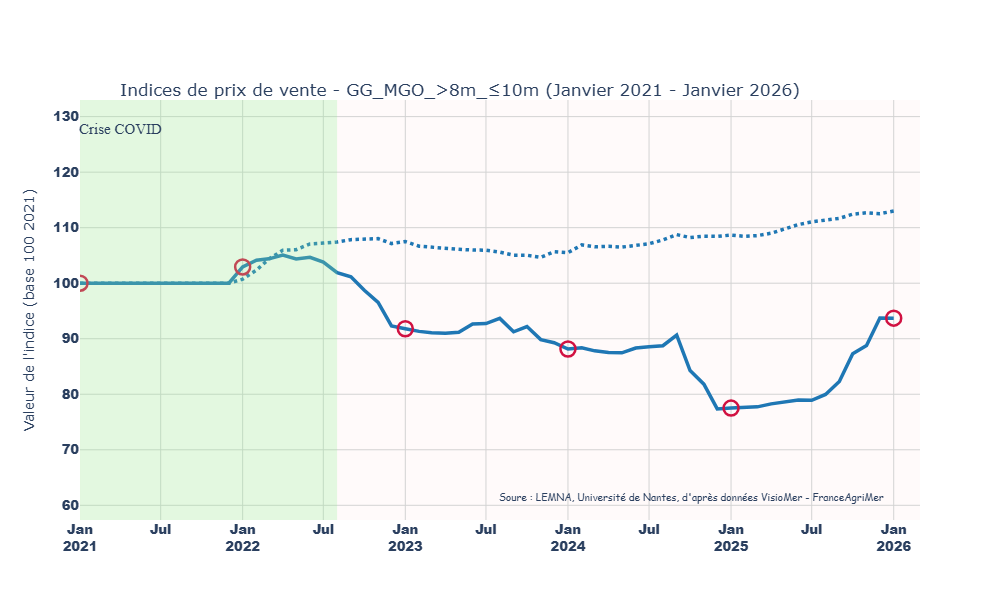 Indices de prix de vente - GG_MGO_>8m_≤10m (Janvier 2021 - Janvier 2026)
Valeur de l'indice (base 100 2021)
130
120
110
100
90
80
70
60
Crise COVID
Soure : LEMNA, Université de Nantes, d'après données VisioMer - FranceAgriMer
Jan Jul Jan Jul Jan Jul Jan Jul Jan Jul Jan
2021 2022 2023 2024 2025 2026